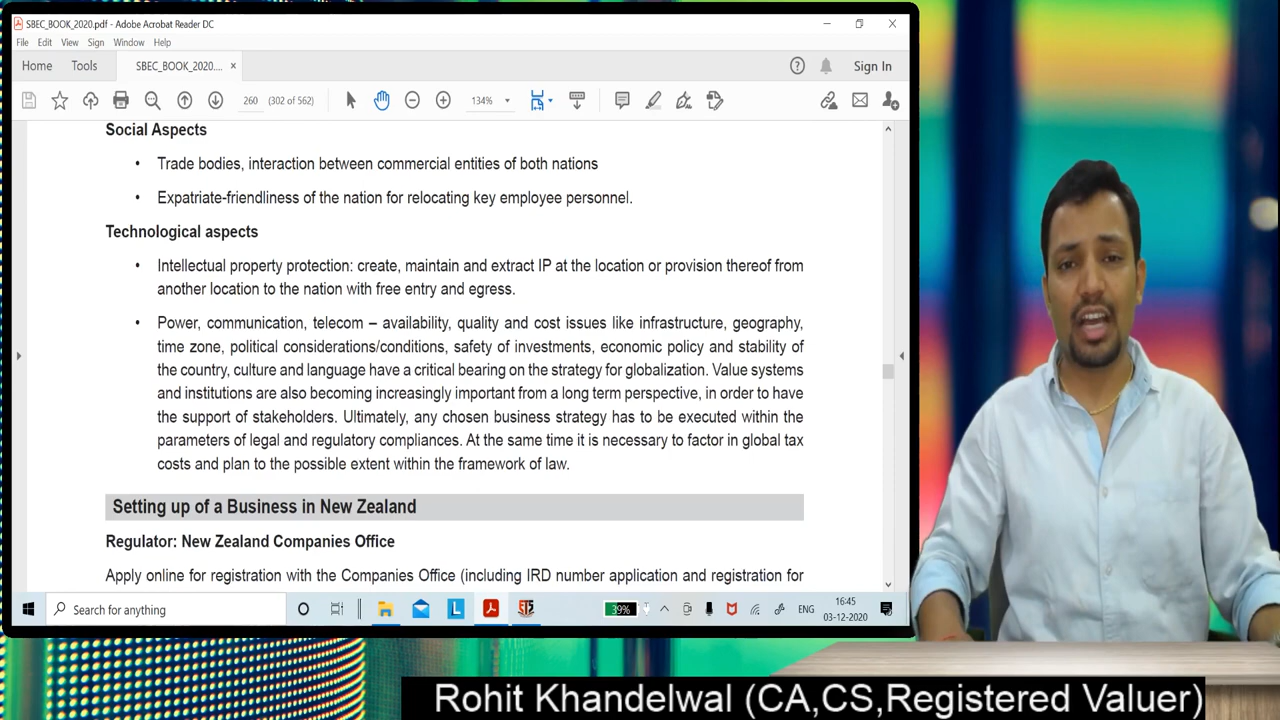 SBEC_BOOK_2020.pdf - Adobe Acrobat Reader DC
File Edit View Sign Window Help
Home Tools SBEC_BOOK_2020.... × Sign In
260 (302 of 562) 134%
Social Aspects
• Trade bodies, interaction between commercial entities of both nations
• Expatriate-friendliness of the nation for relocating key employee personnel.
Technological aspects
• Intellectual property protection: create, maintain and extract IP at the location or provision thereof from
another location to the nation with free entry and egress.
• Power, communication, telecom – availability, quality and cost issues like infrastructure, geography,
time zone, political considerations/conditions, safety of investments, economic policy and stability of
the country, culture and language have a critical bearing on the strategy for globalization. Value systems
and institutions are also becoming increasingly important from a long term perspective, in order to have
the support of stakeholders. Ultimately, any chosen business strategy has to be executed within the
parameters of legal and regulatory compliances. At the same time it is necessary to factor in global tax
costs and plan to the possible extent within the framework of law.
Setting up of a Business in New Zealand
Regulator: New Zealand Companies Office
Apply online for registration with the Companies Office (including IRD number application and registration for
Search for anything L 39% ENG 16:45
03-12-2020
Rohit Khandelwal (CA,CS,Registered Valuer)